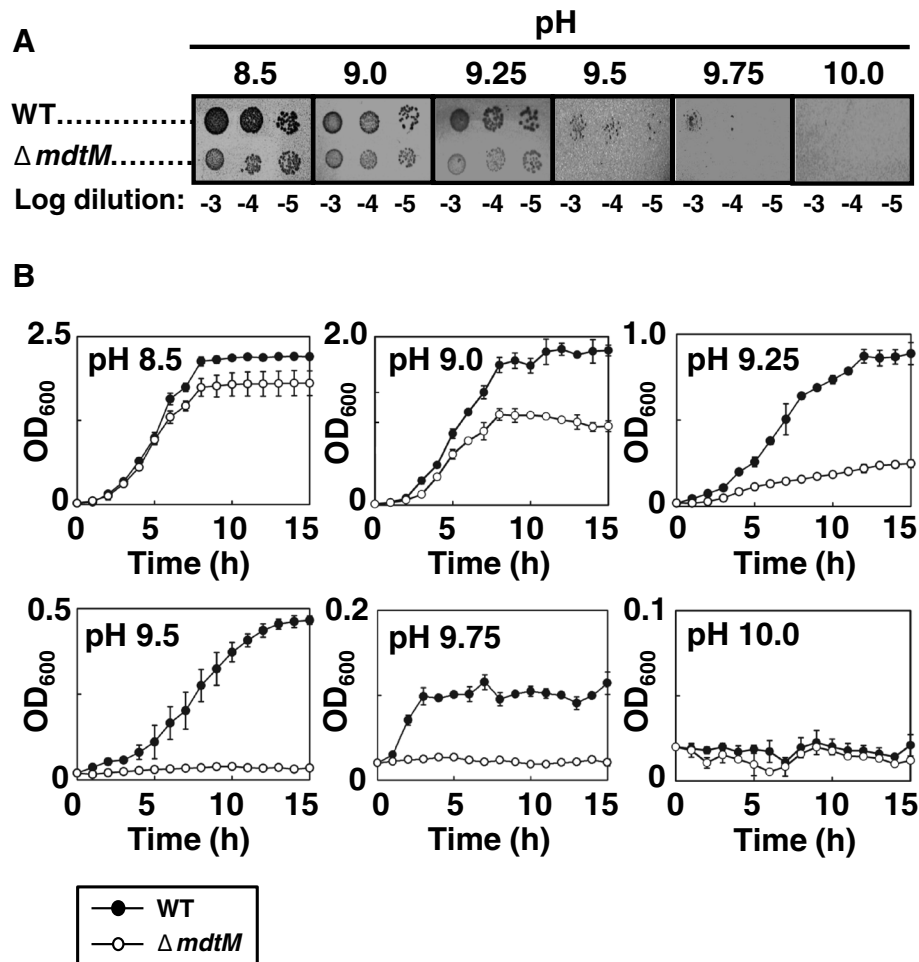 A
pH
8.5 9.0 9.25 9.5 9.75 10.0
WT...............
Δ mdtM.........
Log dilution: -3 -4 -5 -3 -4 -5 -3 -4 -5 -3 -4 -5 -3 -4 -5 -3 -4 -5
B
2.5
pH 8.5
OD600
0
0 5 10 15
Time (h)
2.0
pH 9.0
OD600
0
0 5 10 15
Time (h)
1.0
pH 9.25
OD600
0
0 5 10 15
Time (h)
0.5
pH 9.5
OD600
0
0 5 10 15
Time (h)
0.2
pH 9.75
OD600
0
0 5 10 15
Time (h)
0.1
pH 10.0
OD600
0
0 5 10 15
Time (h)
WT
Δ mdtM